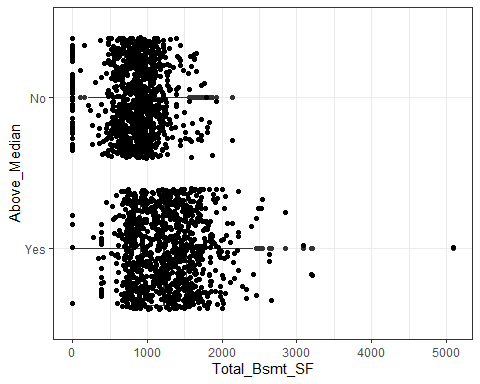 Above_Median
No
Yes
0 1000 2000 3000 4000 5000
Total_Bsmt_SF